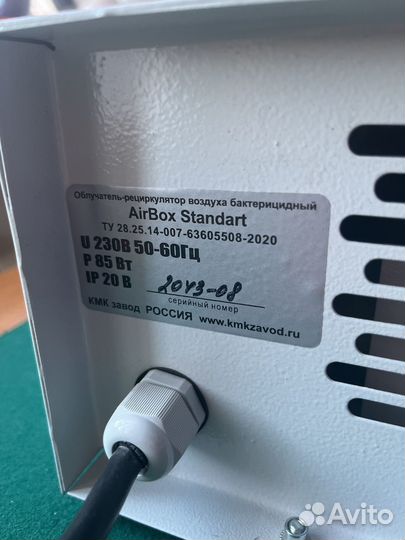 Облучатель-рециркулятор воздуха бактерицидный
AirBox Standart
ТУ 28.25.14-007-63605508-2020
U 230В 50-60Гц
P 85 Вт
IP 20 В 2043-08
серийный номер
КМК завод РОССИЯ www.kmkzavod.ru
Avito